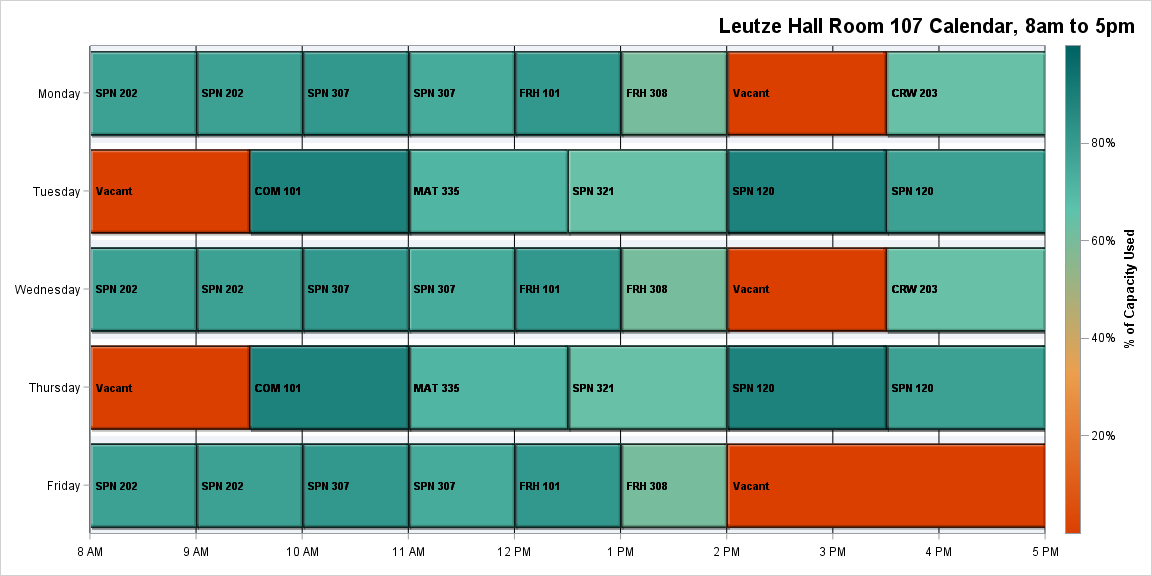 Leutze Hall Room 107 Calendar, 8am to 5pm
Monday SPN 202 SPN 202 SPN 307 SPN 307 FRH 101 FRH 308 Vacant CRW 203
80%
Tuesday Vacant COM 101 MAT 335 SPN 321 SPN 120 SPN 120
60%
% of Capacity Used
Wednesday SPN 202 SPN 202 SPN 307 SPN 307 FRH 101 FRH 308 Vacant CRW 203
40%
Thursday Vacant COM 101 MAT 335 SPN 321 SPN 120 SPN 120
20%
Friday SPN 202 SPN 202 SPN 307 SPN 307 FRH 101 FRH 308 Vacant
8 AM 9 AM 10 AM 11 AM 12 PM 1 PM 2 PM 3 PM 4 PM 5 PM